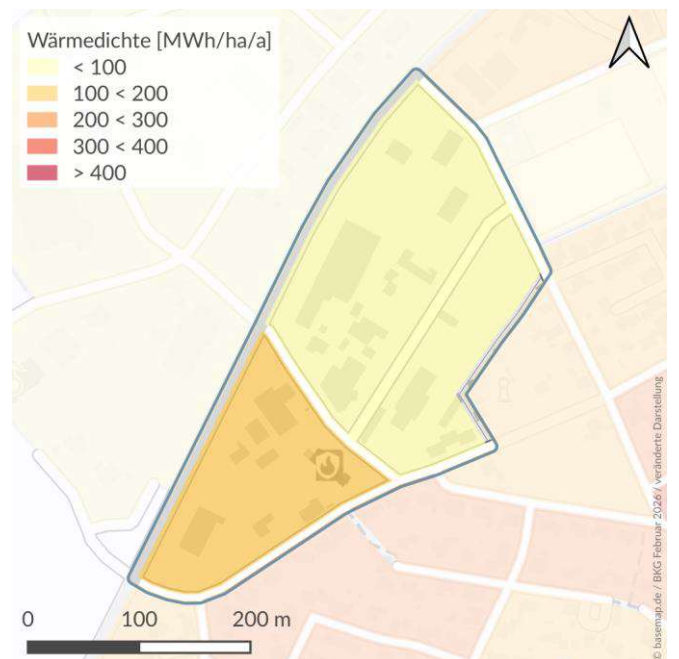 Wärmedichte [MWh/ha/a]
< 100
100 < 200
200 < 300
300 < 400
> 400
© basemap.de / BKG Februar 2026 / veränderte Darstellung
0 100 200 m